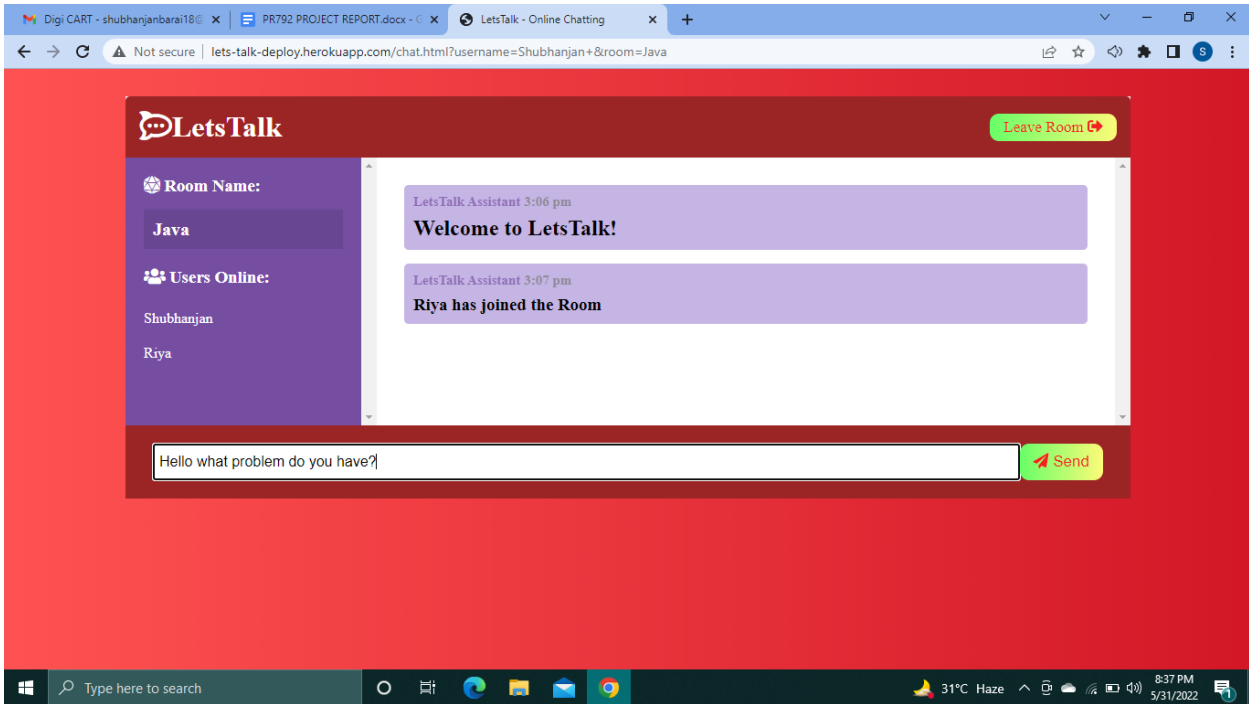 Digi CART - shubhanjanbarai18
PR792 PROJECT REPORT.docx - G
LetsTalk - Online Chatting
Not secure
lets-talk-deploy.herokuapp.com/chat.html?username=Shubhanjan+&room=Java
S
LetsTalk
Leave Room
Room Name:
Java
Users Online:
Shubhanjan
Riya
LetsTalk Assistant 3:06 pm
Welcome to LetsTalk!
LetsTalk Assistant 3:07 pm
Riya has joined the Room
Hello what problem do you have?
Send
Type here to search
31°C Haze
8:37 PM
5/31/2022
1